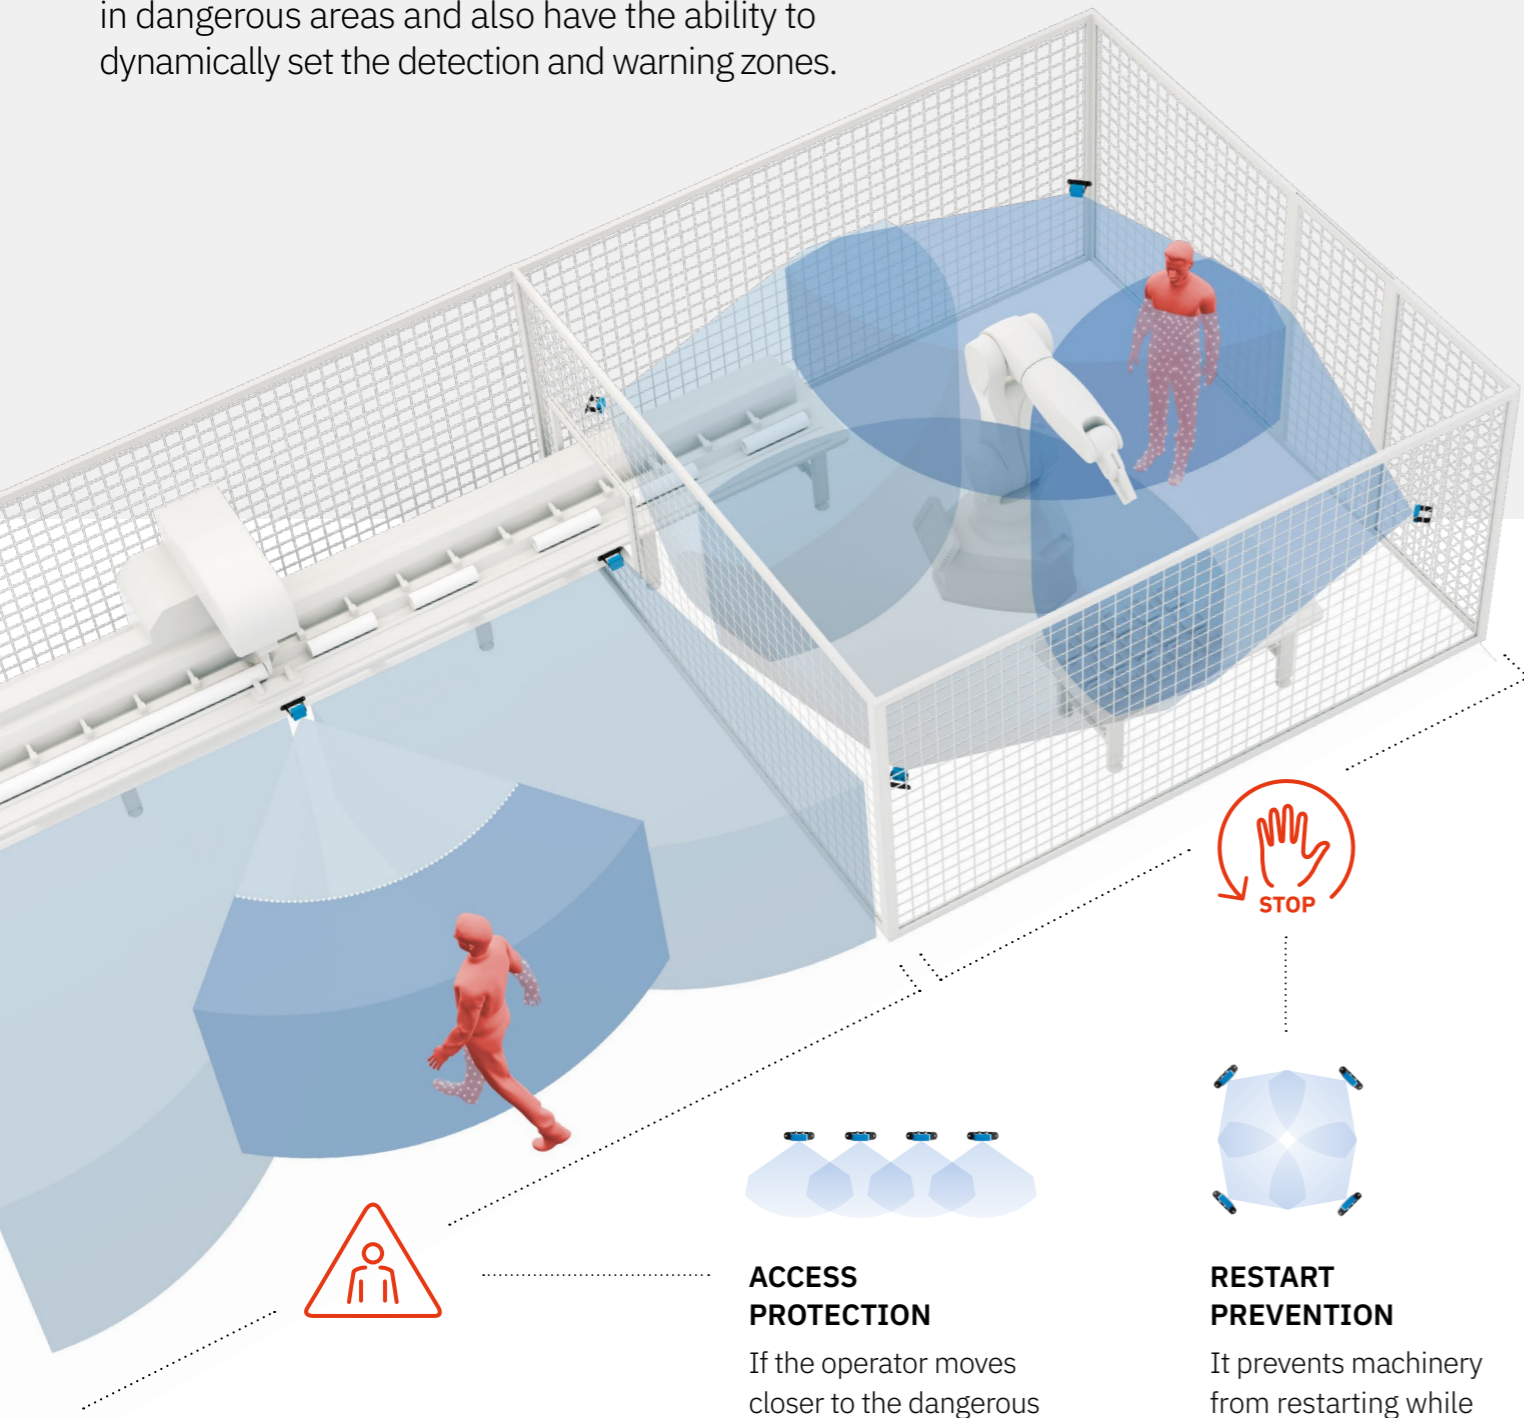 in dangerous areas and also have the ability to
dynamically set the detection and warning zones.
STOP
ACCESS
PROTECTION
If the operator moves
closer to the dangerous
RESTART
PREVENTION
It prevents machinery
from restarting while